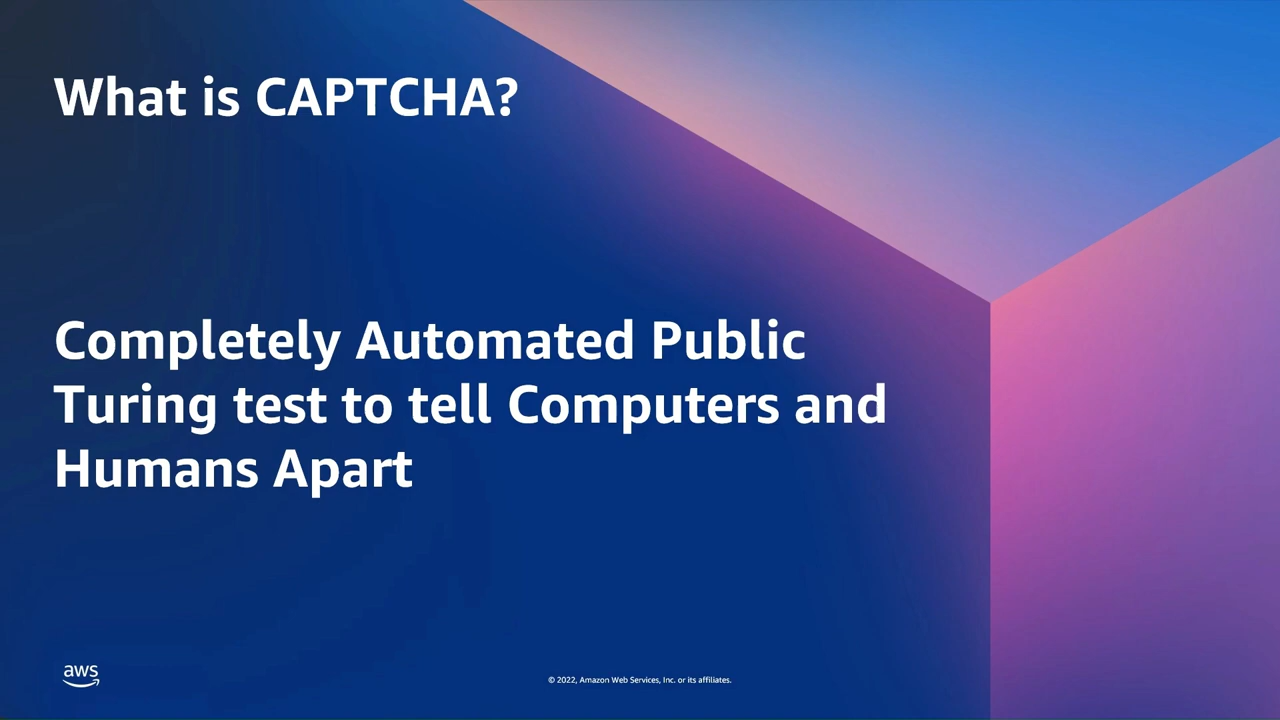 What is CAPTCHA?
Completely Automated Public
Turing test to tell Computers and
Humans Apart
aws
© 2022, Amazon Web Services, Inc. or its affiliates.